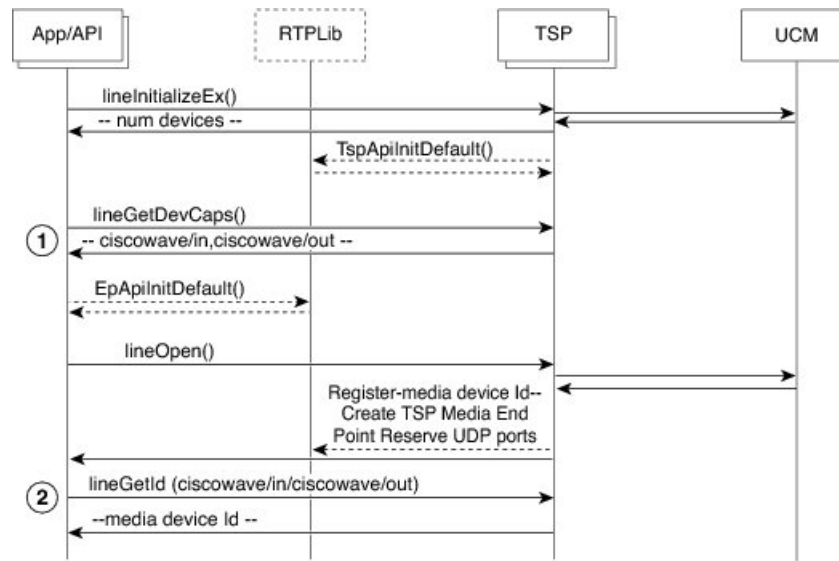 App/API
RTPLib
TSP
UCM
lineInitializeEx()
-- num devices --
TspApiInitDefault()
lineGetDevCaps()
1
-- ciscowave/in,ciscowave/out --
EpApiInitDefault()
lineOpen()
Register-media device Id--
Create TSP Media End
Point Reserve UDP ports
lineGetId (ciscowave/in/ciscowave/out)
2
--media device Id --